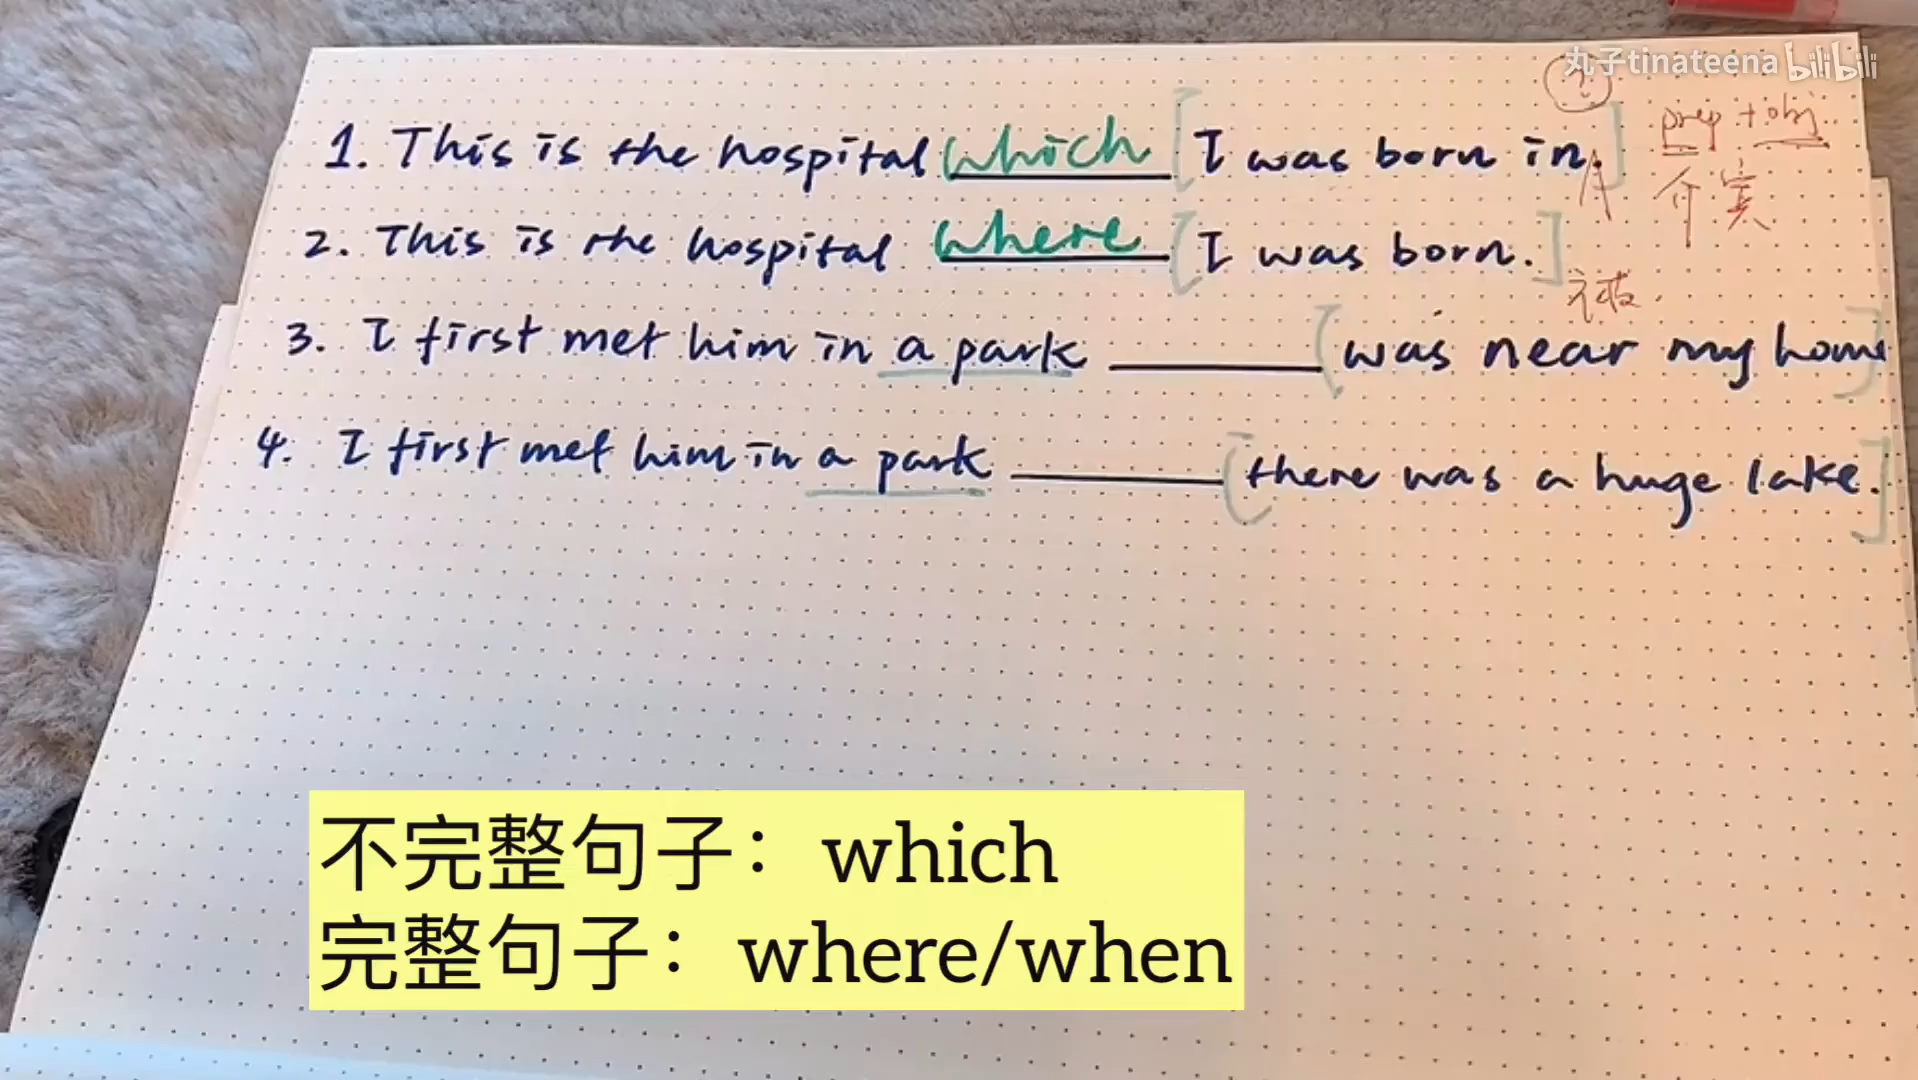 丸子tinateena bilibili
?
prep + obj
介 宾
1. This is the hospital which [I was born in.]
2. This is the hospital where [I was born.]
被
3. I first met him in a park ______ [was near my home]
4. I first met him in a park ______ [there was a huge lake.]
不完整句子：which
完整句子：where/when